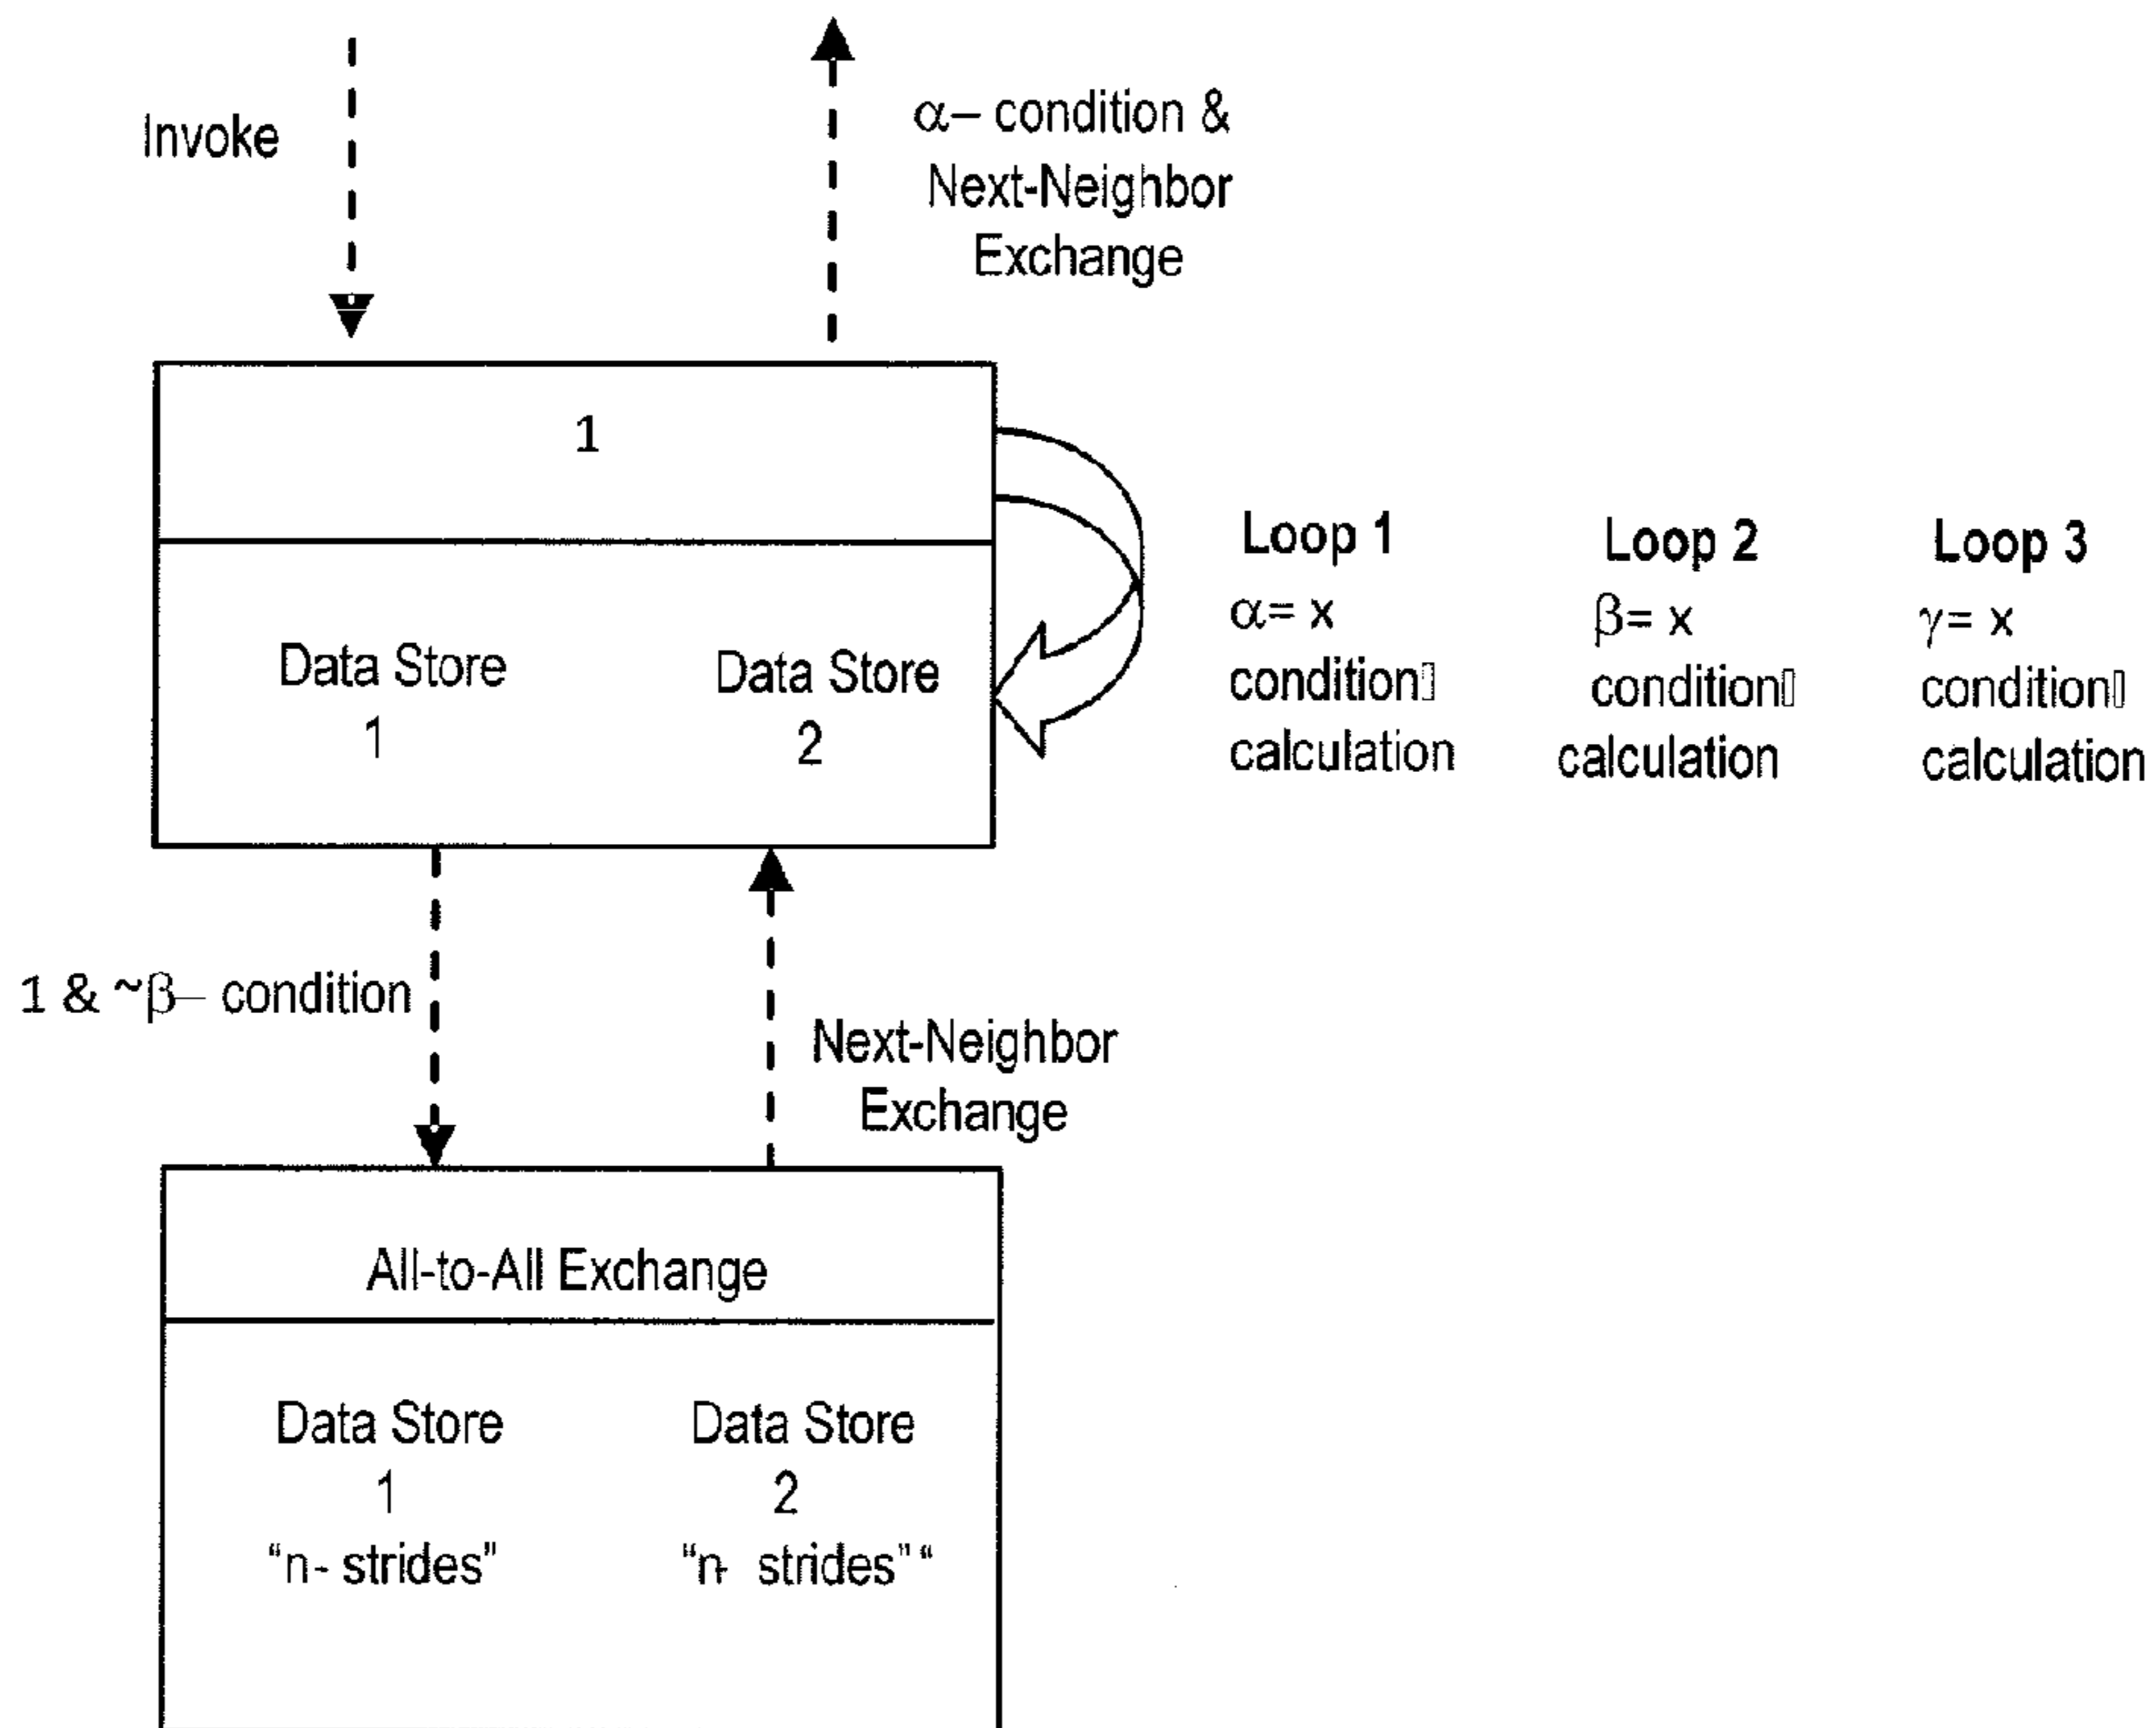 Invoke
α– condition &
Next-Neighbor
Exchange
1
Loop 1
α= x
condition▯
calculation
Loop 2
β= x
condition▯
calculation
Loop 3
γ= x
condition▯
calculation
Data Store
1
Data Store
2
1 & ~β– condition
Next-Neighbor
Exchange
All-to-All Exchange
Data Store
1
“n- strides”
Data Store
2
“n- strides” “